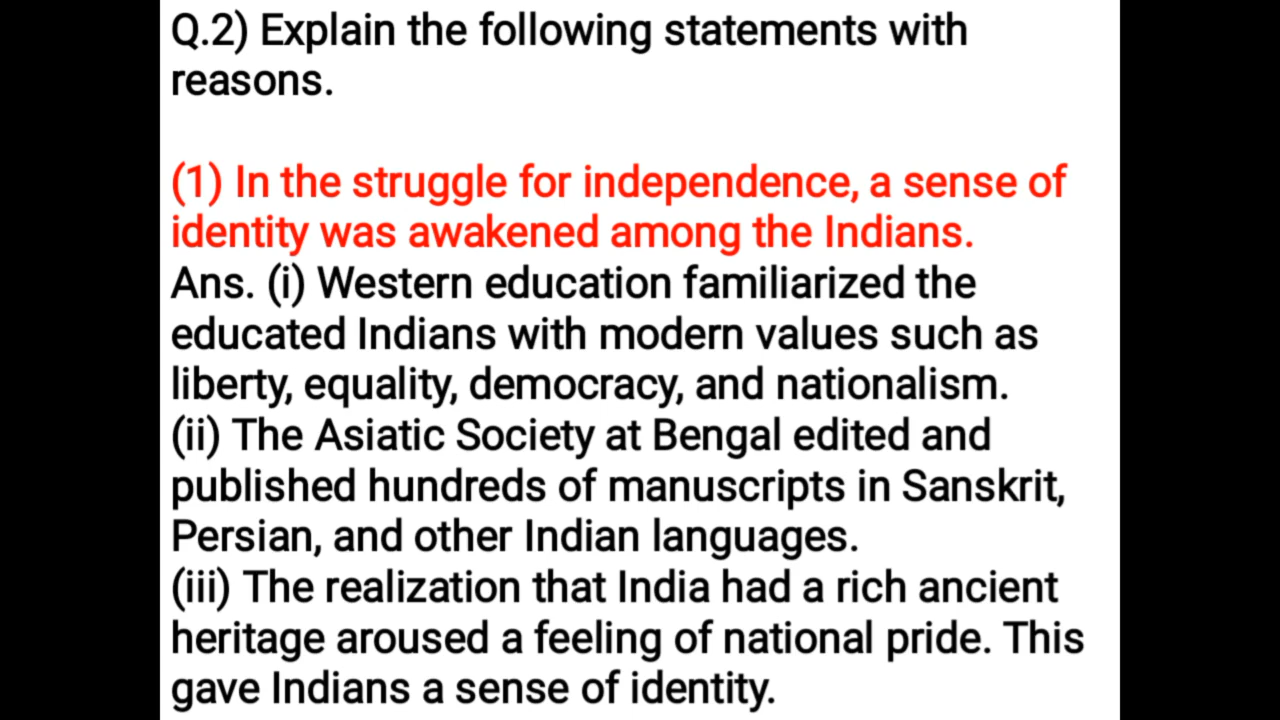 Q.2) Explain the following statements with
reasons.
(1) In the struggle for independence, a sense of
identity was awakened among the Indians.
Ans. (i) Western education familiarized the
educated Indians with modern values such as
liberty, equality, democracy, and nationalism.
(ii) The Asiatic Society at Bengal edited and
published hundreds of manuscripts in Sanskrit,
Persian, and other Indian languages.
(iii) The realization that India had a rich ancient
heritage aroused a feeling of national pride. This
gave Indians a sense of identity.